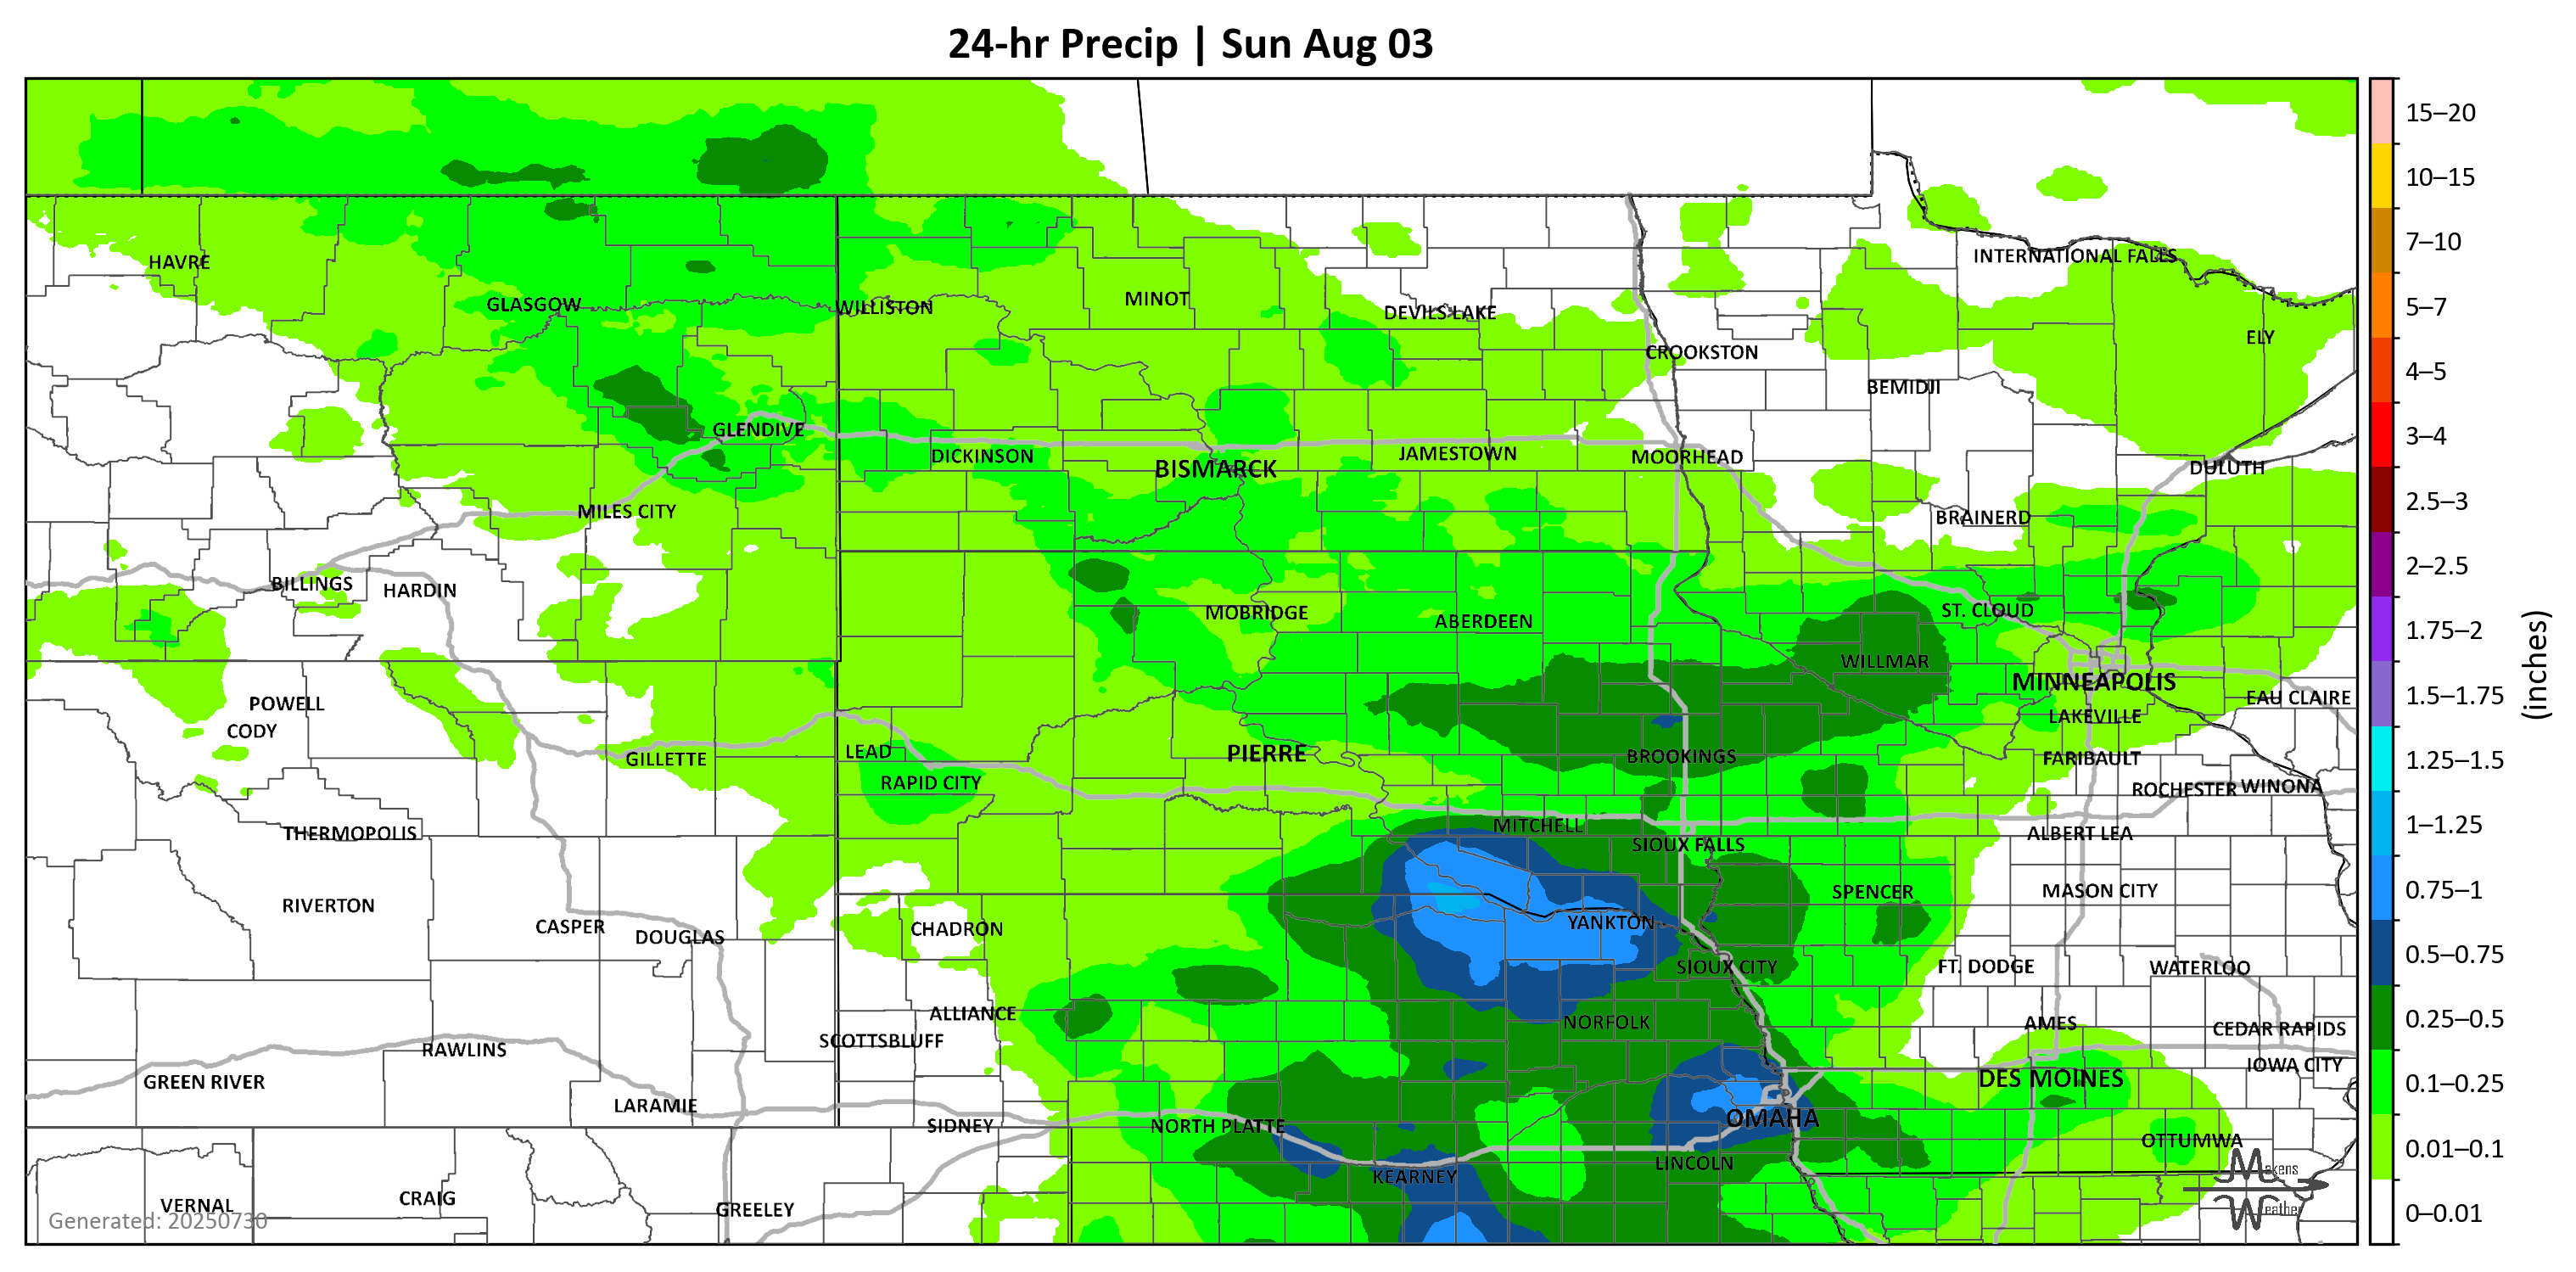 24-hr Precip | Sun Aug 03
15–20
10–15
7–10
5–7
4–5
3–4
2.5–3
2–2.5
1.75–2
1.5–1.75
1.25–1.5
1–1.25
0.75–1
0.5–0.75
0.25–0.5
0.1–0.25
0.01–0.1
0–0.01
(inches)
HAVRE
INTERNATIONAL FALLS
GLASGOW
WILLISTON
MINOT
DEVILS LAKE
ELY
CROOKSTON
BEMIDJI
GLENDIVE
DICKINSON
BISMARCK
JAMESTOWN
MOORHEAD
DULUTH
MILES CITY
BRAINERD
BILLINGS
HARDIN
MOBRIDGE
ABERDEEN
ST. CLOUD
WILLMAR
MINNEAPOLIS
POWELL
EAU CLAIRE
CODY
LAKEVILLE
GILLETTE
LEAD
PIERRE
BROOKINGS
FARIBAULT
RAPID CITY
ROCHESTER
WINONA
THERMOPOLIS
MITCHELL
ALBERT LEA
SIOUX FALLS
RIVERTON
SPENCER
MASON CITY
CASPER
DOUGLAS
CHADRON
YANKTON
SIOUX CITY
FT. DODGE
WATERLOO
ALLIANCE
NORFOLK
AMES
CEDAR RAPIDS
SCOTTSBLUFF
RAWLINS
IOWA CITY
GREEN RIVER
DES MOINES
LARAMIE
SIDNEY
NORTH PLATTE
OMAHA
OTTUMWA
LINCOLN
KEARNEY
VERNAL
CRAIG
GREELEY
Makens
Weather
Generated: 20250730